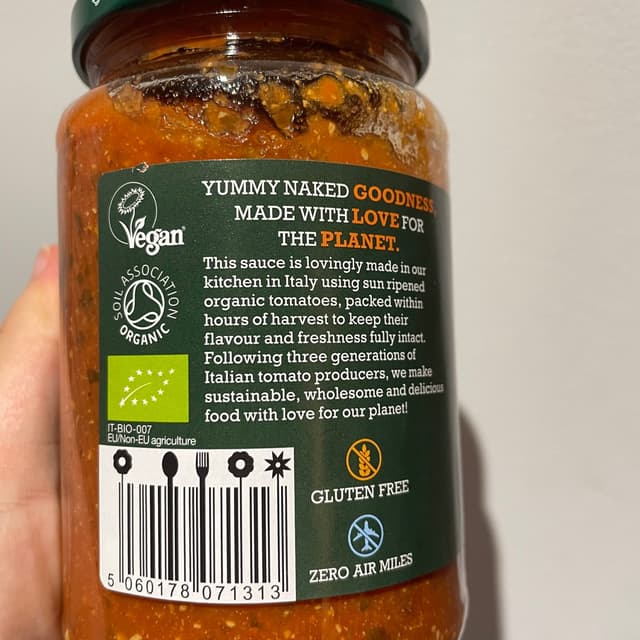 YUMMY NAKED GOODNESS.
MADE WITH LOVE FOR
THE PLANET.
This sauce is lovingly made in our
kitchen in Italy using sun ripened
organic tomatoes, packed within
hours of harvest to keep their
flavour and freshness fully intact.
Following three generations of
Italian tomato producers, we make
sustainable, wholesome and delicious
food with love for our planet!
Vegan
SOIL ASSOCIATION
ORGANIC
IT-BIO-007
EU/Non-EU agriculture
5 060178 071313
GLUTEN FREE
ZERO AIR MILES